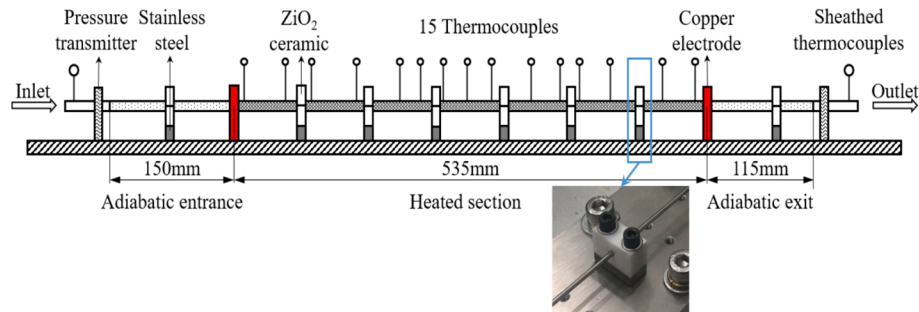 Pressure
transmitter
Stainless
steel
ZiO2
ceramic
15 Thermocouples
Copper
electrode
Sheathed
thermocouples
Inlet
Outlet
150mm
535mm
115mm
Adiabatic entrance
Heated section
Adiabatic exit